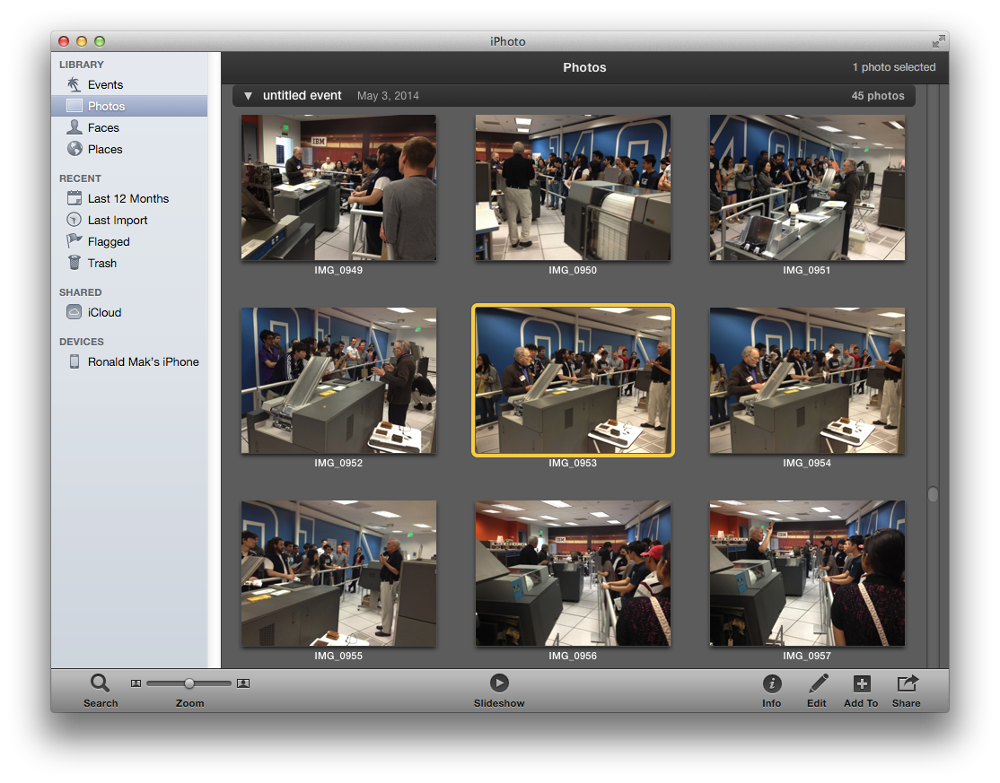 iPhoto
LIBRARY
Events
Photos
Faces
Places
RECENT
Last 12 Months
Last Import
Flagged
Trash
SHARED
iCloud
DEVICES
Ronald Mak's iPhone
Photos
1 photo selected
untitled event May 3, 2014 45 photos
IBM
IMG_0949
IMG_0950
IMG_0951
IMG_0952
IMG_0953
IMG_0954
IBM
IMG_0955
IMG_0956
IBM
IMG_0957
Search
Zoom
Slideshow
Info
Edit
Add To
Share